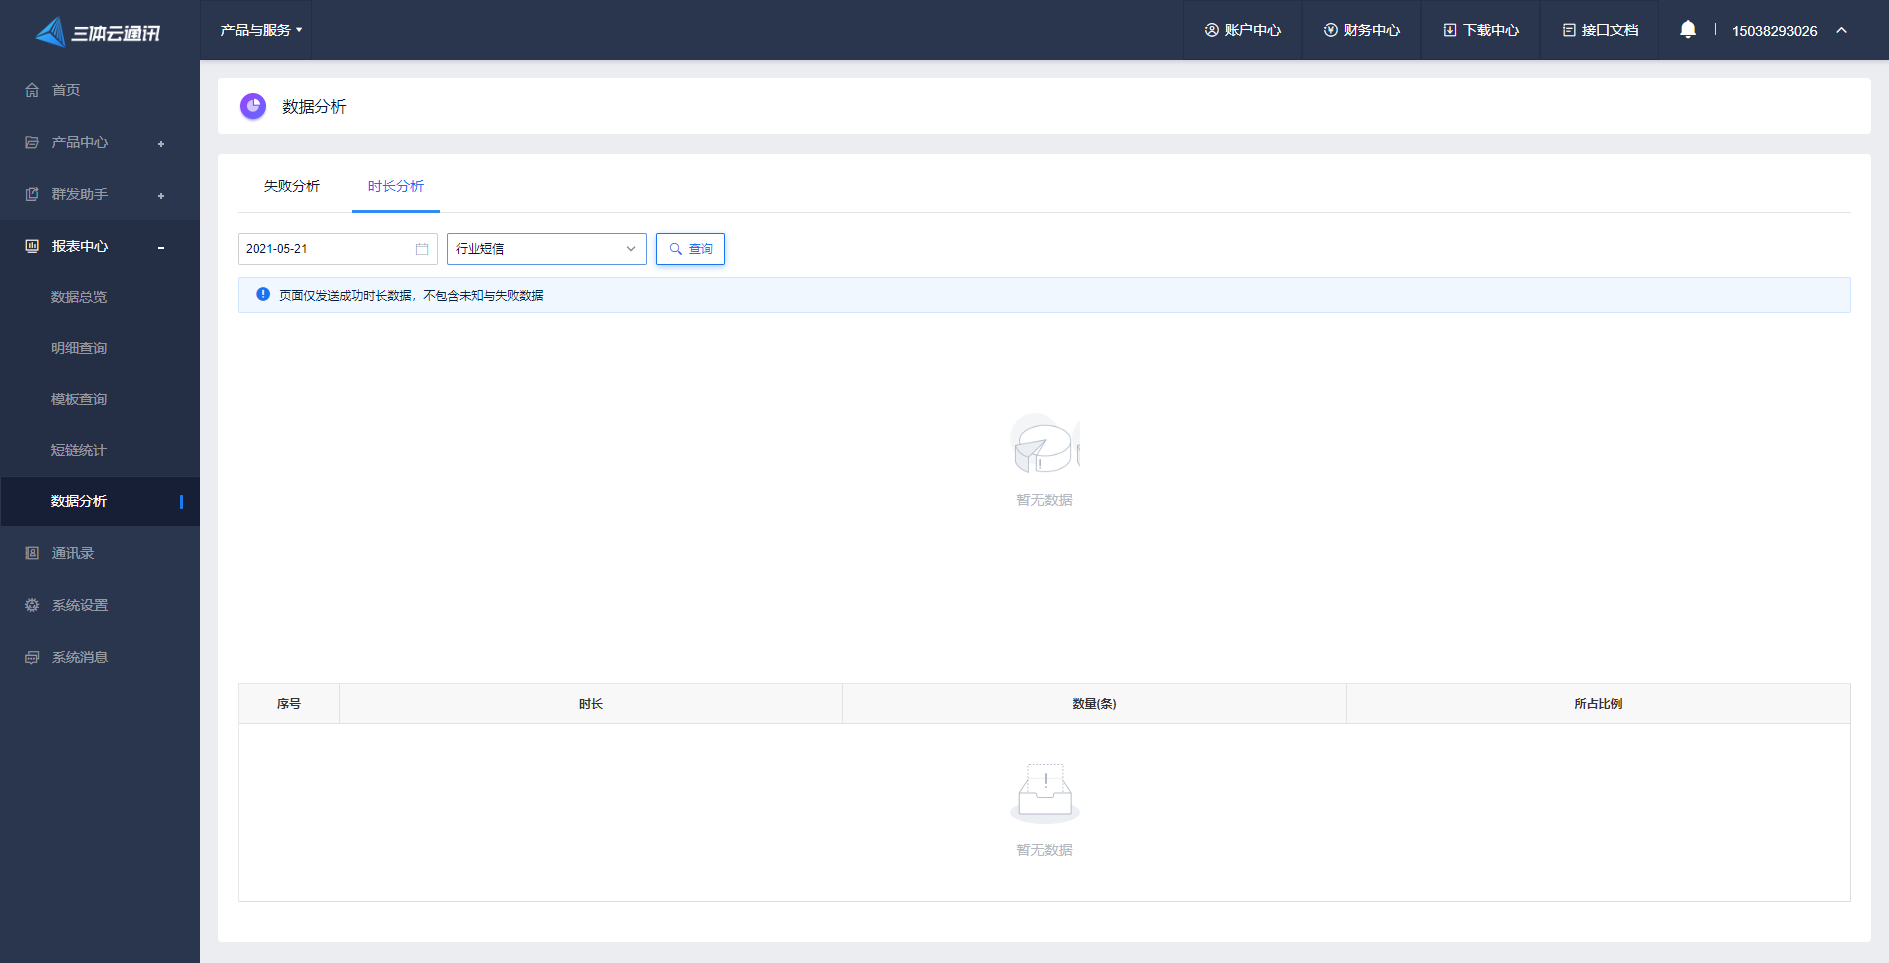 三体云通讯
产品与服务
账户中心
财务中心
下载中心
接口文档
15038293026
首页
产品中心
群发助手
报表中心
数据总览
明细查询
模板查询
短链统计
数据分析
通讯录
系统设置
系统消息
数据分析
失败分析 时长分析
2021-05-21 行业短信 查询
页面仅发送成功时长数据，不包含未知与失败数据
暂无数据
序号 时长 数量(条) 所占比例
暂无数据